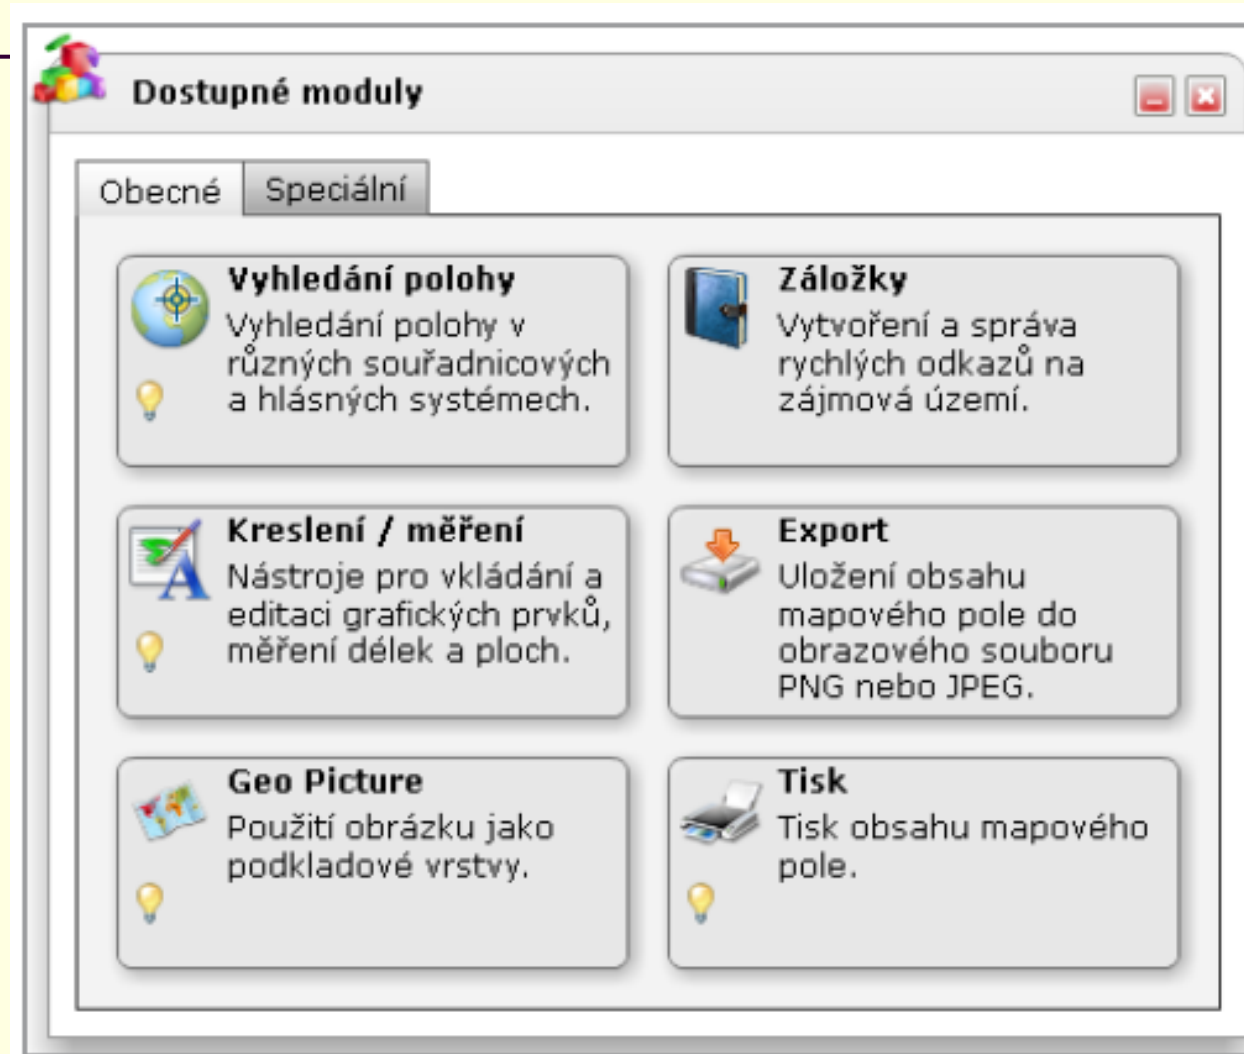 Dostupné moduly
Obecné
Speciální
Vyhledání polohy
Vyhledání polohy v
různých souřadnicových
a hlásných systémech.
Záložky
Vytvoření a správa
rychlých odkazů na
zájmová území.
Kreslení / měření
Nástroje pro vkládání a
editaci grafických prvků,
měření délek a ploch.
Export
Uložení obsahu
mapového pole do
obrazového souboru
PNG nebo JPEG.
Geo Picture
Použití obrázku jako
podkladové vrstvy.
Tisk
Tisk obsahu mapového
pole.